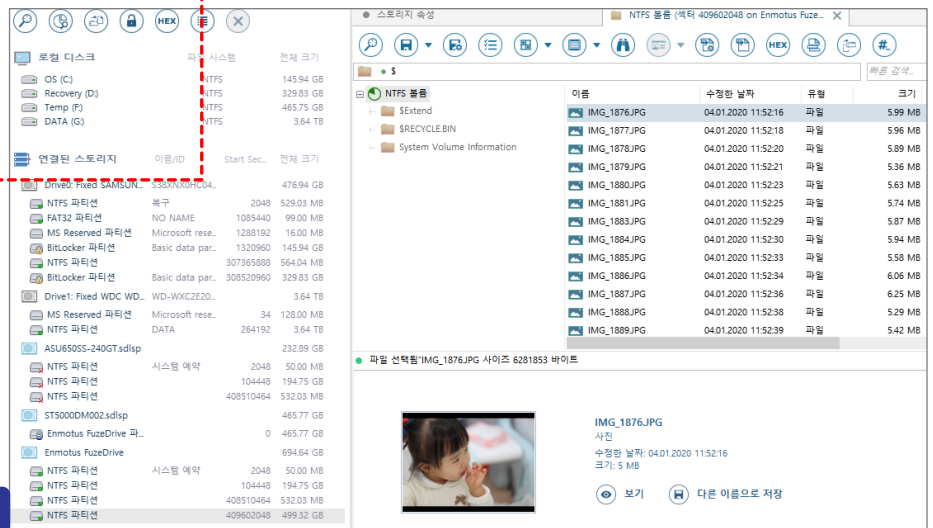 HEX
로컬 디스크 파일 시스템 전체 크기
OS (C:) NTFS 145.94 GB
Recovery (D:) NTFS 329.83 GB
Temp (F:) NTFS 465.75 GB
DATA (G:) NTFS 3.64 TB
연결된 스토리지 이름/ID Start Sec... 전체 크기
Drive0: Fixed SAMSUN... S38XNX0HC04... 476.94 GB
NTFS 파티션 복구 2048 529.03 MB
FAT32 파티션 NO NAME 1085440 99.00 MB
MS Reserved 파티션 Microsoft rese... 1288192 16.00 MB
BitLocker 파티션 Basic data par... 1320960 145.94 GB
NTFS 파티션 307365888 564.04 MB
BitLocker 파티션 Basic data par... 308520960 329.83 GB
Drive1: Fixed WDC WD... WD-WXC2E20... 3.64 TB
MS Reserved 파티션 Microsoft rese... 34 128.00 MB
NTFS 파티션 DATA 264192 3.64 TB
ASU650SS-240GT.sdlsp 232.89 GB
NTFS 파티션 시스템 예약 2048 50.00 MB
NTFS 파티션 104448 194.75 GB
NTFS 파티션 408510464 532.03 MB
ST5000DM002.sdlsp 465.77 GB
Enmotus FuzeDrive 파... 0 465.77 GB
Enmotus FuzeDrive 694.64 GB
NTFS 파티션 시스템 예약 2048 50.00 MB
NTFS 파티션 104448 194.75 GB
NTFS 파티션 408510464 532.03 MB
NTFS 파티션 409602048 499.32 GB
스토리지 속성
NTFS 볼륨 (섹터 409602048 on Enmotus Fuze... X
HEX #
$ 빠른 검색...
NTFS 볼륨
$Extend
$RECYCLE.BIN
System Volume Information
이름 수정한 날짜 유형 크기
IMG_1876.JPG 04.01.2020 11:52:16 파일 5.99 MB
IMG_1877.JPG 04.01.2020 11:52:18 파일 5.96 MB
IMG_1878.JPG 04.01.2020 11:52:20 파일 5.89 MB
IMG_1879.JPG 04.01.2020 11:52:21 파일 5.36 MB
IMG_1880.JPG 04.01.2020 11:52:23 파일 5.63 MB
IMG_1881.JPG 04.01.2020 11:52:25 파일 5.74 MB
IMG_1883.JPG 04.01.2020 11:52:29 파일 5.87 MB
IMG_1884.JPG 04.01.2020 11:52:30 파일 5.94 MB
IMG_1885.JPG 04.01.2020 11:52:33 파일 5.58 MB
IMG_1886.JPG 04.01.2020 11:52:34 파일 6.06 MB
IMG_1887.JPG 04.01.2020 11:52:36 파일 6.25 MB
IMG_1888.JPG 04.01.2020 11:52:38 파일 5.29 MB
IMG_1889.JPG 04.01.2020 11:52:39 파일 5.42 MB
파일 선택됨"IMG_1876.JPG 사이즈 6281853 바이트
IMG_1876.JPG
사진
수정한 날짜: 04.01.2020 11:52:16
크기: 5 MB
보기 다른 이름으로 저장